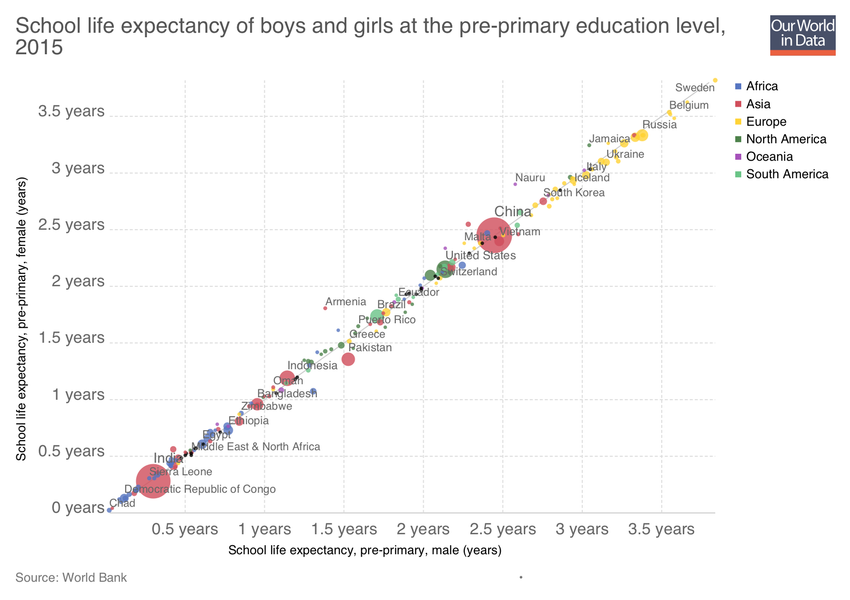 School life expectancy of boys and girls at the pre-primary education level,
2015
Our World
in Data
School life expectancy, pre-primary, female (years)
3.5 years
3 years
2.5 years
2 years
1.5 years
1 years
0.5 years
0 years
Sweden
Belgium
Russia
Jamaica
Ukraine
Italy
Nauru
Iceland
South Korea
China
Vietnam
Malta
United States
Switzerland
Ecuador
Armenia
Brazil
Puerto Rico
Greece
Pakistan
Indonesia
Oman
Bangladesh
Zimbabwe
Ethiopia
Egypt
Middle East & North Africa
India
Sierra Leone
Democratic Republic of Congo
Chad
0.5 years
1 years
1.5 years
2 years
2.5 years
3 years
3.5 years
School life expectancy, pre-primary, male (years)
Africa
Asia
Europe
North America
Oceania
South America
Source: World Bank